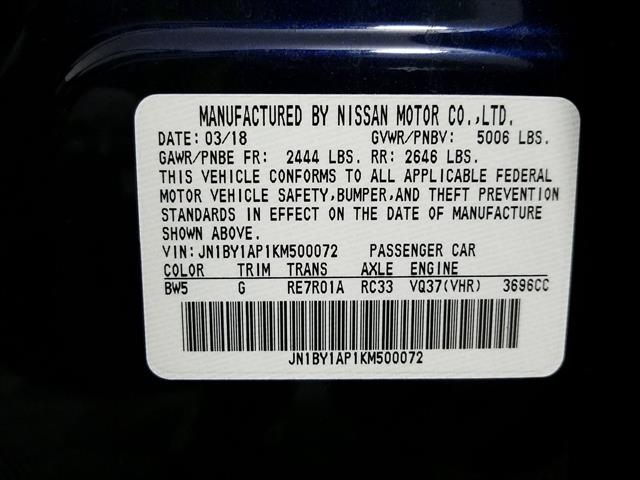 MANUFACTURED BY NISSAN MOTOR CO.,LTD.
DATE: 03/18 GVWR/PNBV: 5006 LBS.
GAWR/PNBE FR: 2444 LBS. RR: 2646 LBS.
THIS VEHICLE CONFORMS TO ALL APPLICABLE FEDERAL
MOTOR VEHICLE SAFETY,BUMPER,AND THEFT PREVENTION
STANDARDS IN EFFECT ON THE DATE OF MANUFACTURE
SHOWN ABOVE.
VIN:JN1BY1AP1KM500072 PASSENGER CAR
COLOR TRIM TRANS AXLE ENGINE
BW5 G RE7R01A RC33 VQ37(VHR) 3696CC
JN1BY1AP1KM500072